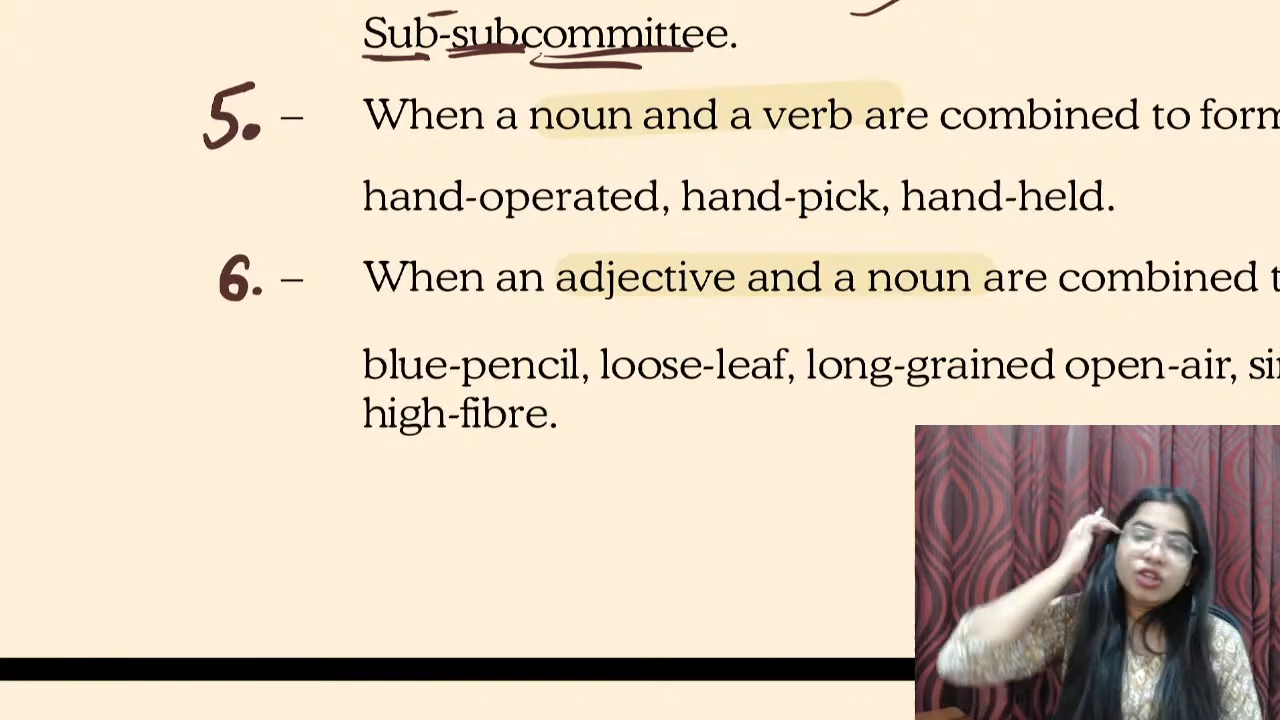 Sub-subcommittee.
5. – When a noun and a verb are combined to form
hand-operated, hand-pick, hand-held.
6. – When an adjective and a noun are combined t
blue-pencil, loose-leaf, long-grained open-air, si
high-fibre.